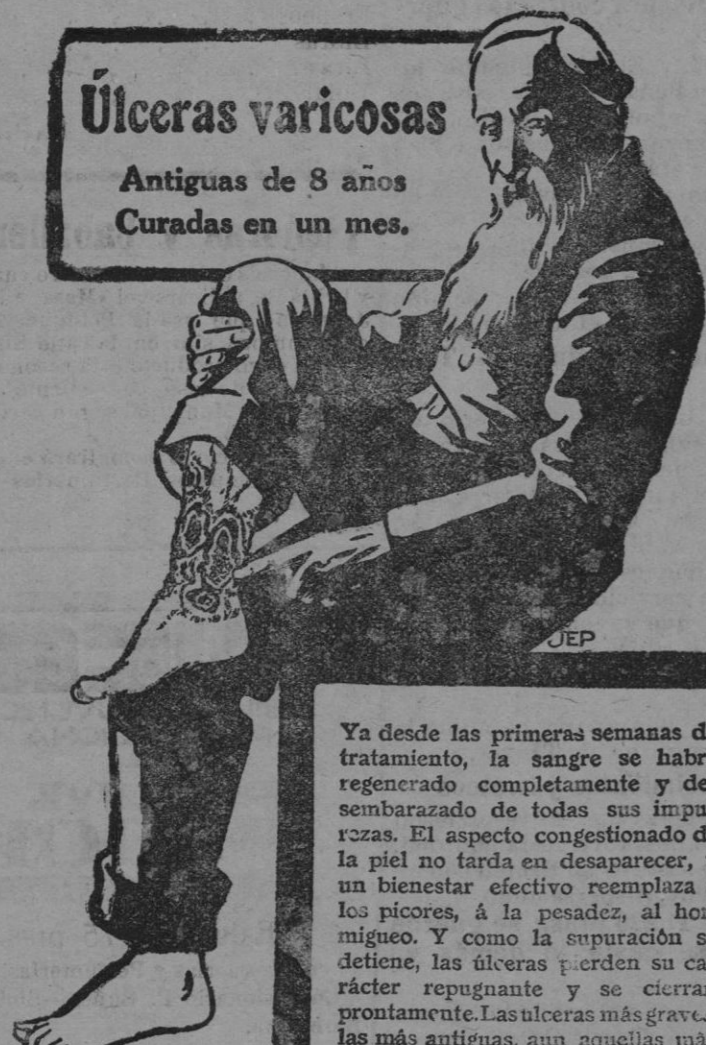 Úlceras varicosas
Antiguas de 8 años
Curadas en un mes.
JEP
Ya desde las primeras semanas d
tratamiento, la sangre se habr
regenerado completamente y de
sembarazado de todas sus impu
rezas. El aspecto congestionado d
la piel no tarda en desaparecer,
un bienestar efectivo reemplaza
los picores, á la pesadez, al hor
migueo. Y como la supuración s
detiene, las úlceras pierden su ca
rácter repugnante y se cierran
prontamente. Las úlceras más grave
las más antiguas, aun aquellas má